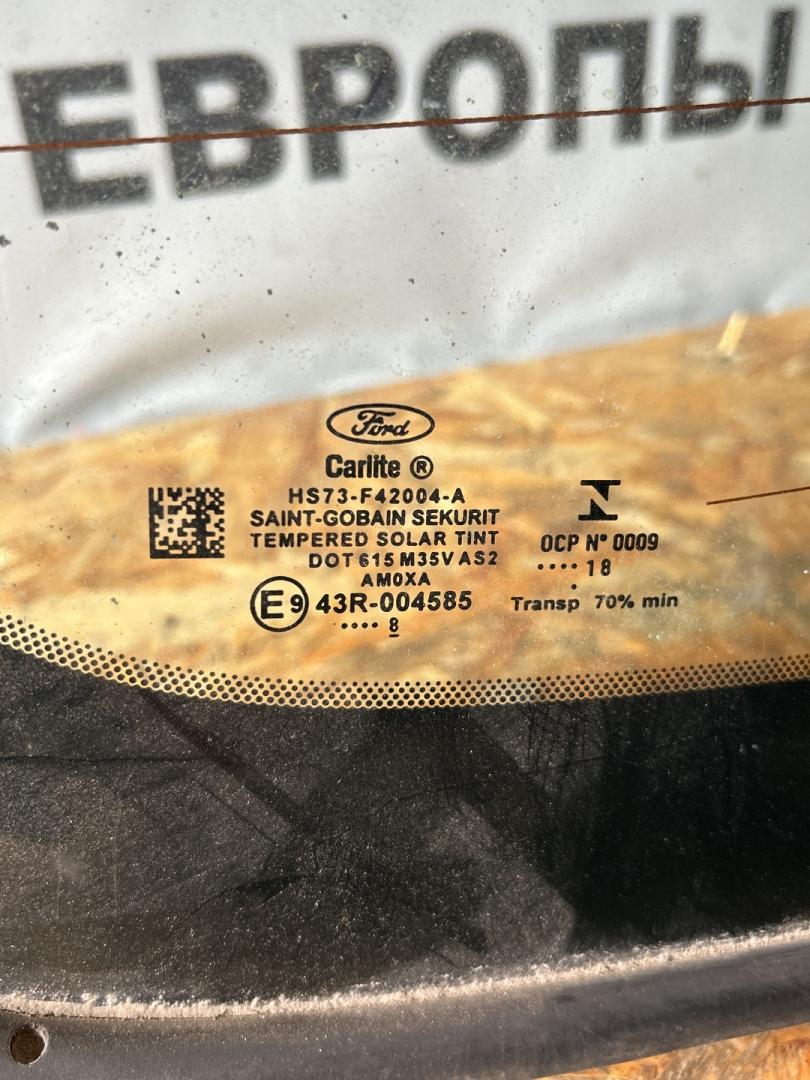 ЕВРОПЫ
Ford
Carlite ®
HS73-F42004-A
SAINT-GOBAIN SEKURIT
TEMPERED SOLAR TINT
DOT 615 M35V AS2
AM0XA
E9 43R-004585
···· 8
OCP N° 0009
···· 18
·
Transp 70% min